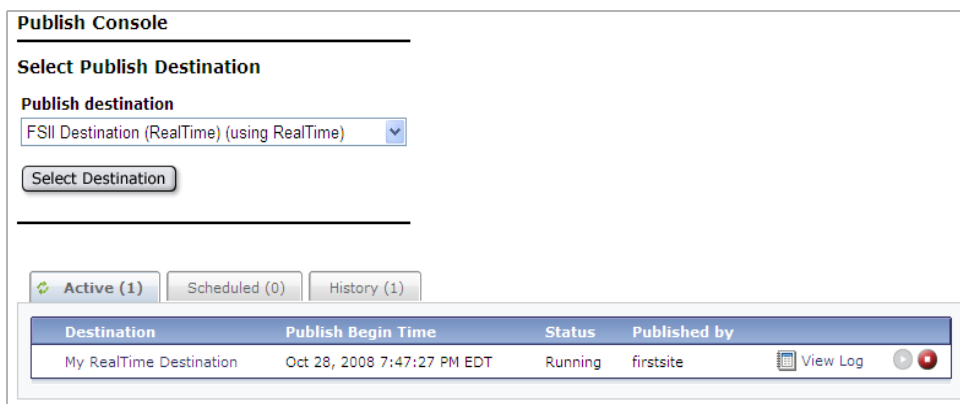 Publish Console
Select Publish Destination
Publish destination
FSII Destination (RealTime) (using RealTime)
Select Destination
Active (1) Scheduled (0) History (1)
Destination Publish Begin Time Status Published by
My RealTime Destination Oct 28, 2008 7:47:27 PM EDT Running firstsite View Log